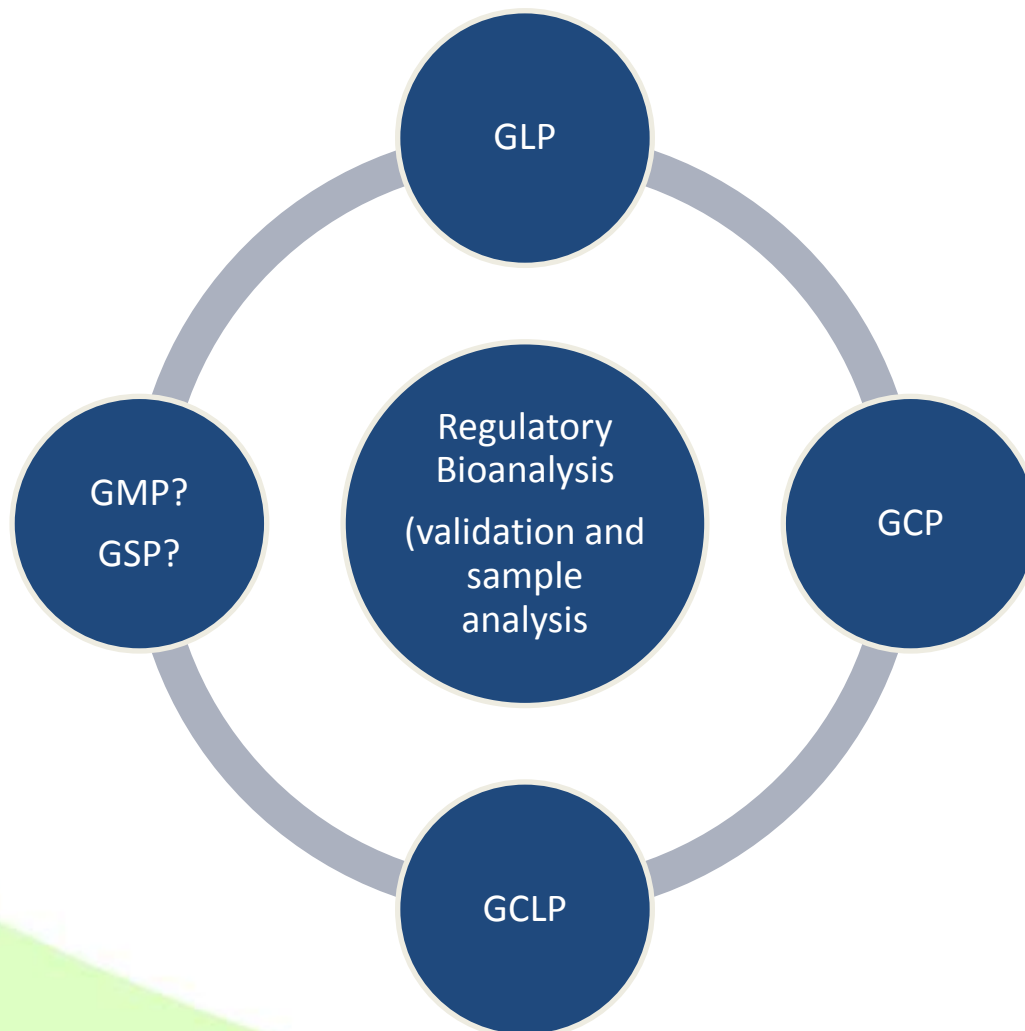 GLP
Regulatory
Bioanalysis
(validation and
sample
analysis
GMP?
GSP?
GCP
GCLP